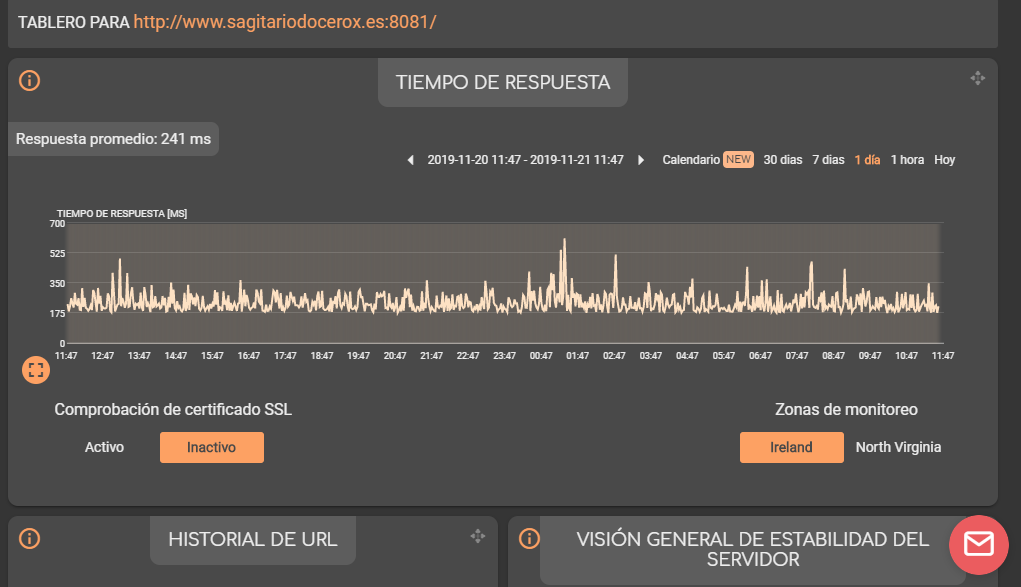 TABLERO PARA http://www.sagitariodocerox.es:8081/
TIEMPO DE RESPUESTA
Respuesta promedio: 241 ms
2019-11-20 11:47 - 2019-11-21 11:47 Calendario NEW 30 dias 7 dias 1 día 1 hora Hoy
TIEMPO DE RESPUESTA [MS]
700
525
350
175
0
11:47 12:47 13:47 14:47 15:47 16:47 17:47 18:47 19:47 20:47 21:47 22:47 23:47 00:47 01:47 02:47 03:47 04:47 05:47 06:47 07:47 08:47 09:47 10:47 11:47
Comprobación de certificado SSL
Activo Inactivo
Zonas de monitoreo
Ireland North Virginia
HISTORIAL DE URL
VISIÓN GENERAL DE ESTABILIDAD DEL
SERVIDOR